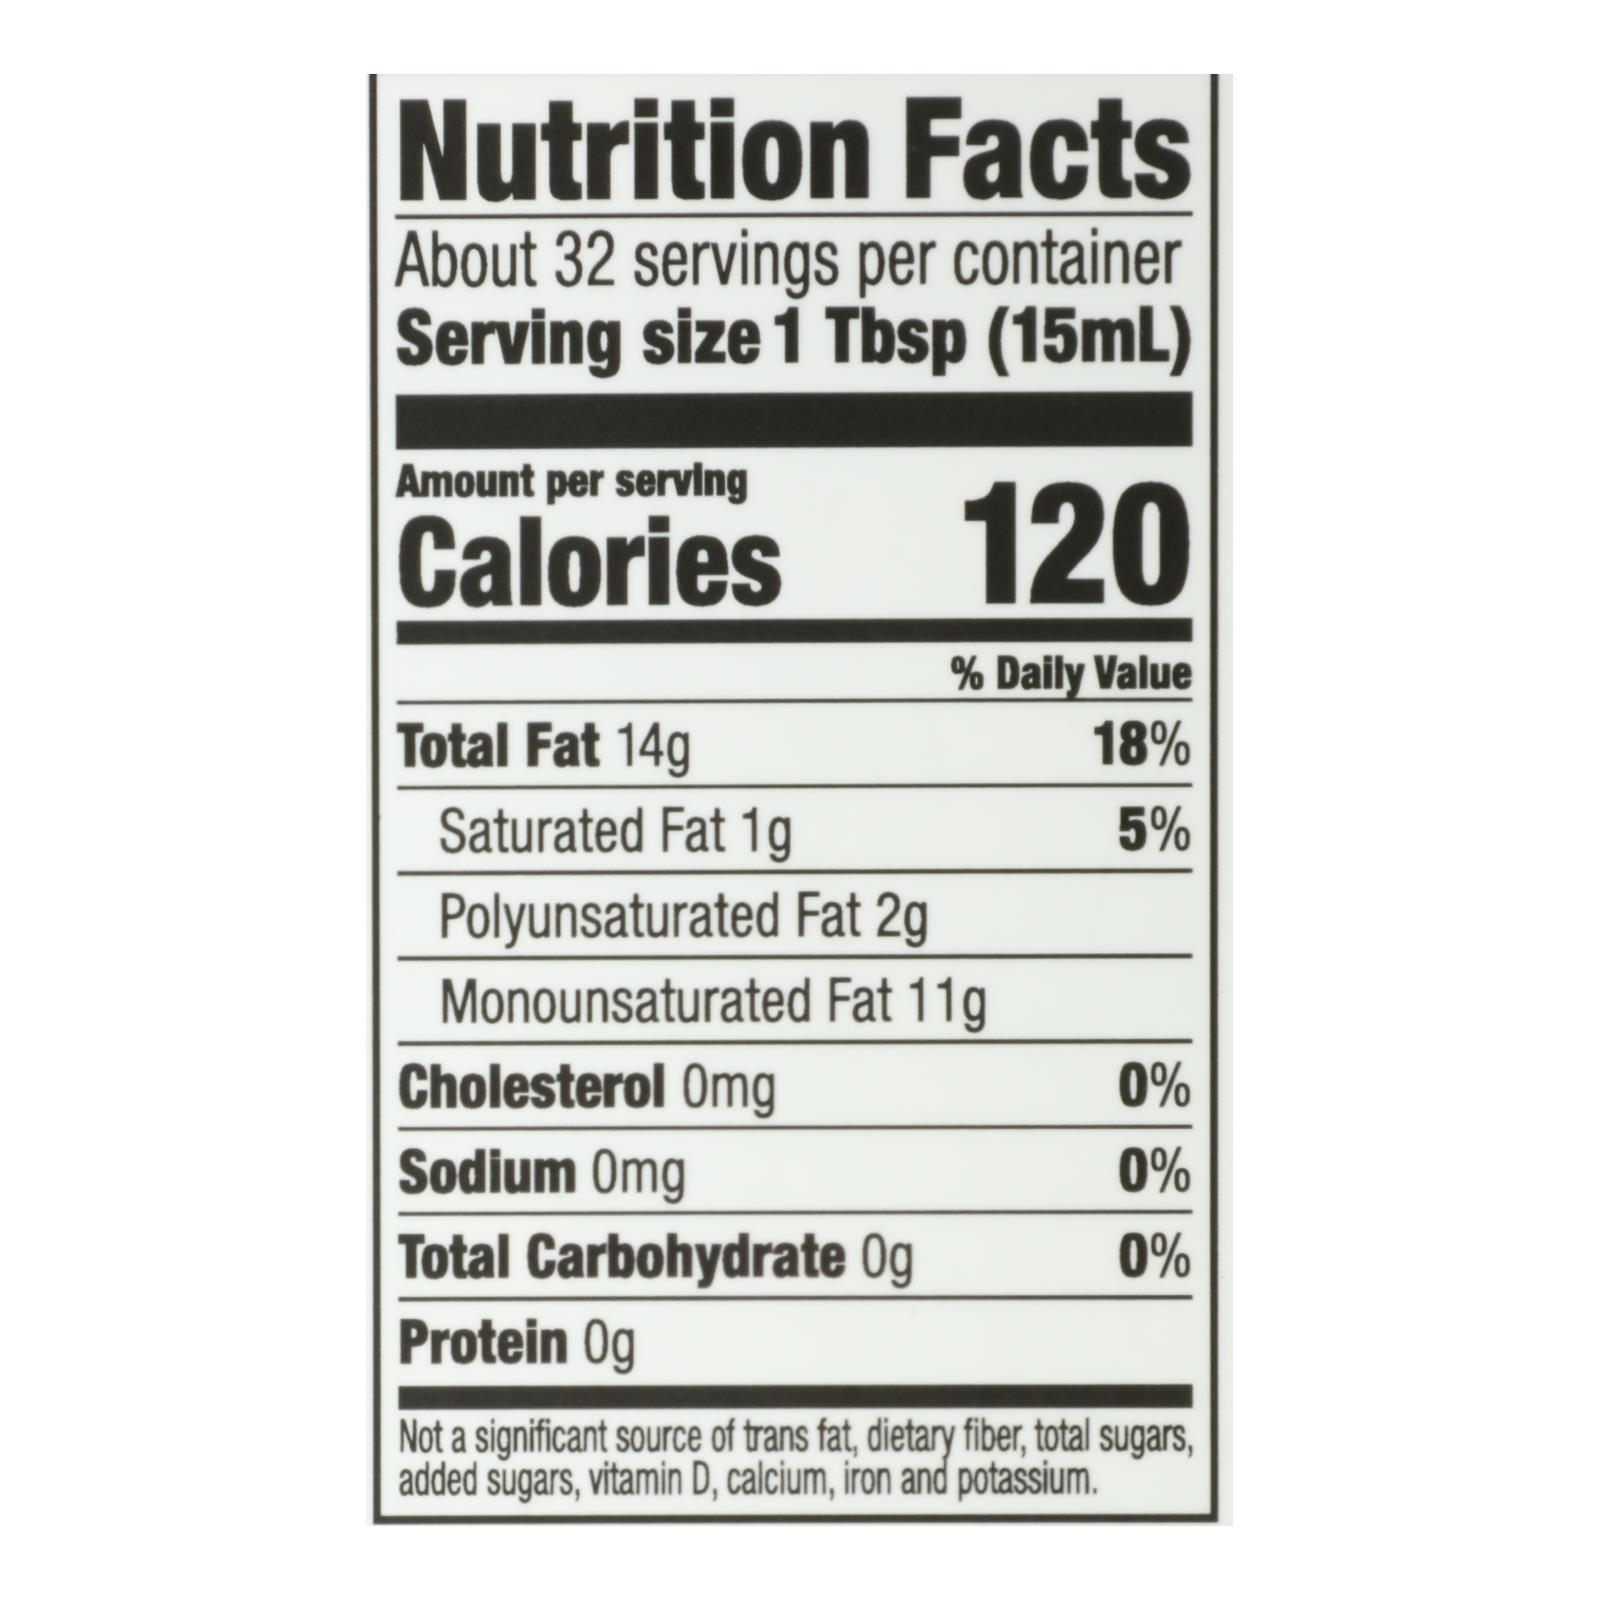 Nutrition Facts
About 32 servings per container
Serving size 1 Tbsp (15mL)
Amount per serving
Calories 120
% Daily Value
Total Fat 14g 18%
Saturated Fat 1g 5%
Polyunsaturated Fat 2g
Monounsaturated Fat 11g
Cholesterol 0mg 0%
Sodium 0mg 0%
Total Carbohydrate 0g 0%
Protein 0g
Not a significant source of trans fat, dietary fiber, total sugars,
added sugars, vitamin D, calcium, iron and potassium.